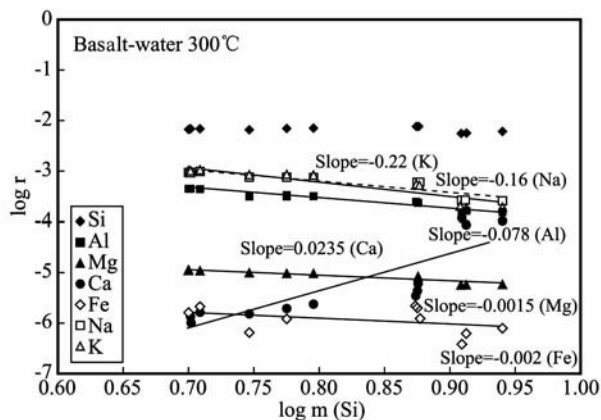 Basalt-water 300℃
0
-1
-2
-3
-4
-5
-6
-7
log r
Slope=-0.22 (K)
Slope=-0.16 (Na)
Slope=-0.078 (Al)
Slope=0.0235 (Ca)
Slope=-0.0015 (Mg)
Slope=-0.002 (Fe)
Si
Al
Mg
Ca
Fe
Na
K
0.60 0.65 0.70 0.75 0.80 0.85 0.90 0.95 1.00
log m (Si)